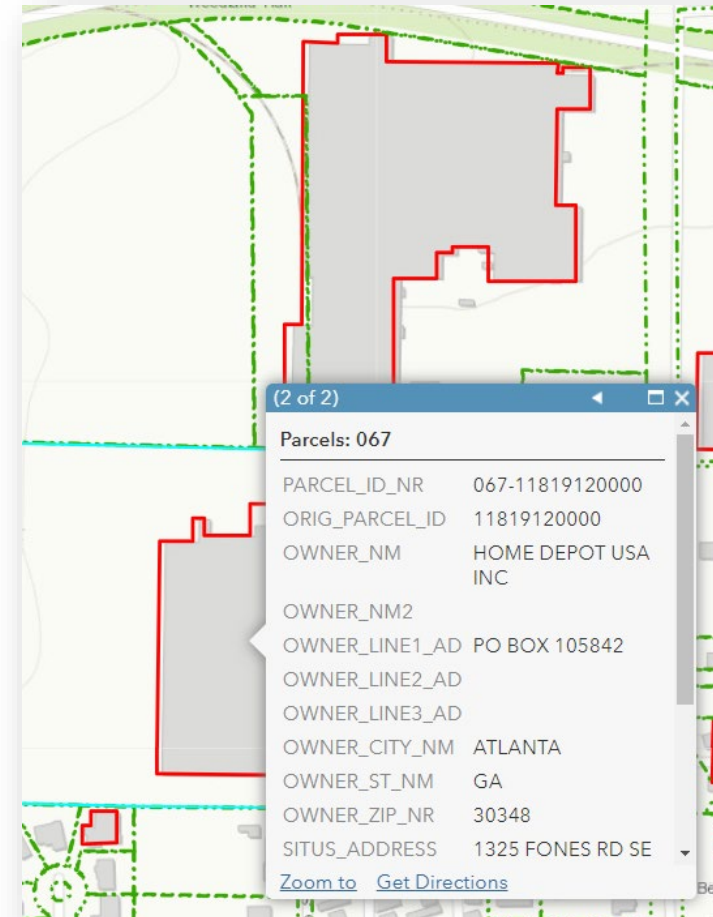 (2 of 2)
Parcels: 067
PARCEL_ID_NR 067-11819120000
ORIG_PARCEL_ID 11819120000
OWNER_NM HOME DEPOT USA
INC
OWNER_NM2
OWNER_LINE1_AD PO BOX 105842
OWNER_LINE2_AD
OWNER_LINE3_AD
OWNER_CITY_NM ATLANTA
OWNER_ST_NM GA
OWNER_ZIP_NR 30348
SITUS_ADDRESS 1325 FONES RD SE
Zoom to Get Directions
Be